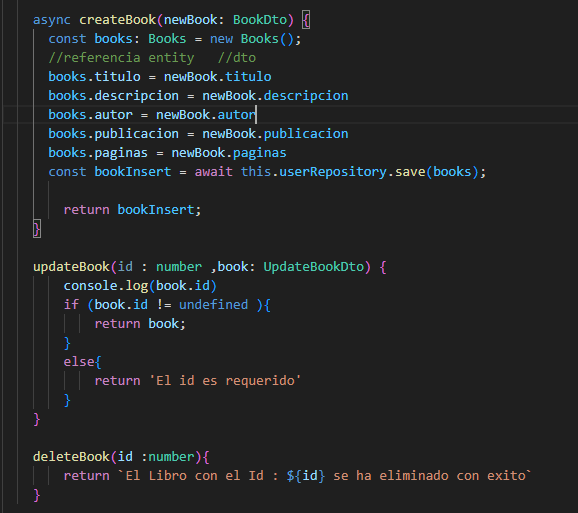 async createBook(newBook: BookDto) {
const books: Books = new Books();
//referencia entity   //dto
books.titulo = newBook.titulo
books.descripcion = newBook.descripcion
books.autor = newBook.autor
books.publicacion = newBook.publicacion
books.paginas = newBook.paginas
const bookInsert = await this.userRepository.save(books);
return bookInsert;
}
updateBook(id : number ,book: UpdateBookDto) {
console.log(book.id)
if (book.id != undefined ){
return book;
}
else{
return 'El id es requerido'
}
}
deleteBook(id :number){
return `El Libro con el Id : ${id} se ha eliminado con exito`
}